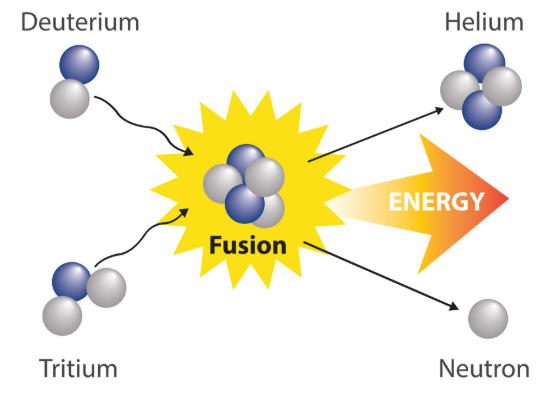 Deuterium
Helium
ENERGY
Fusion
Tritium
Neutron